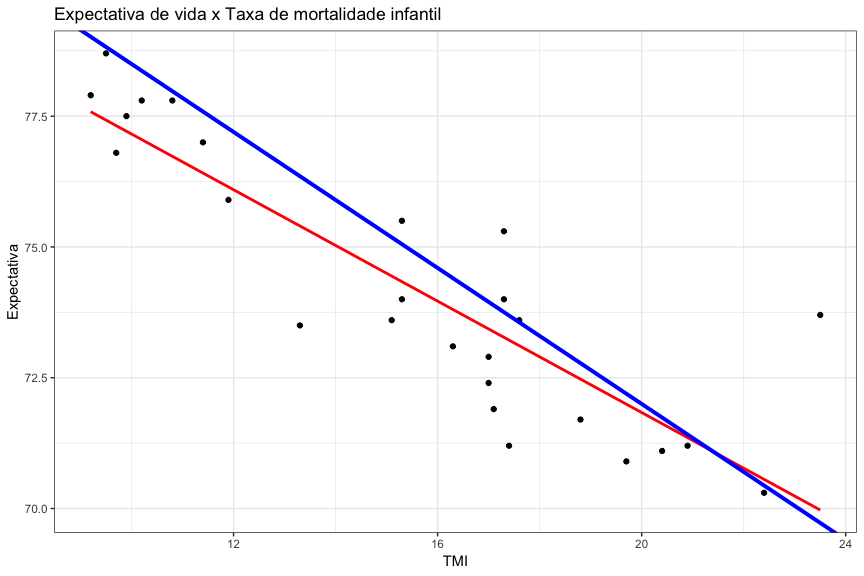 Expectativa de vida x Taxa de mortalidade infantil
77.5
75.0
72.5
70.0
Expectativa
12
16
20
24
TMI